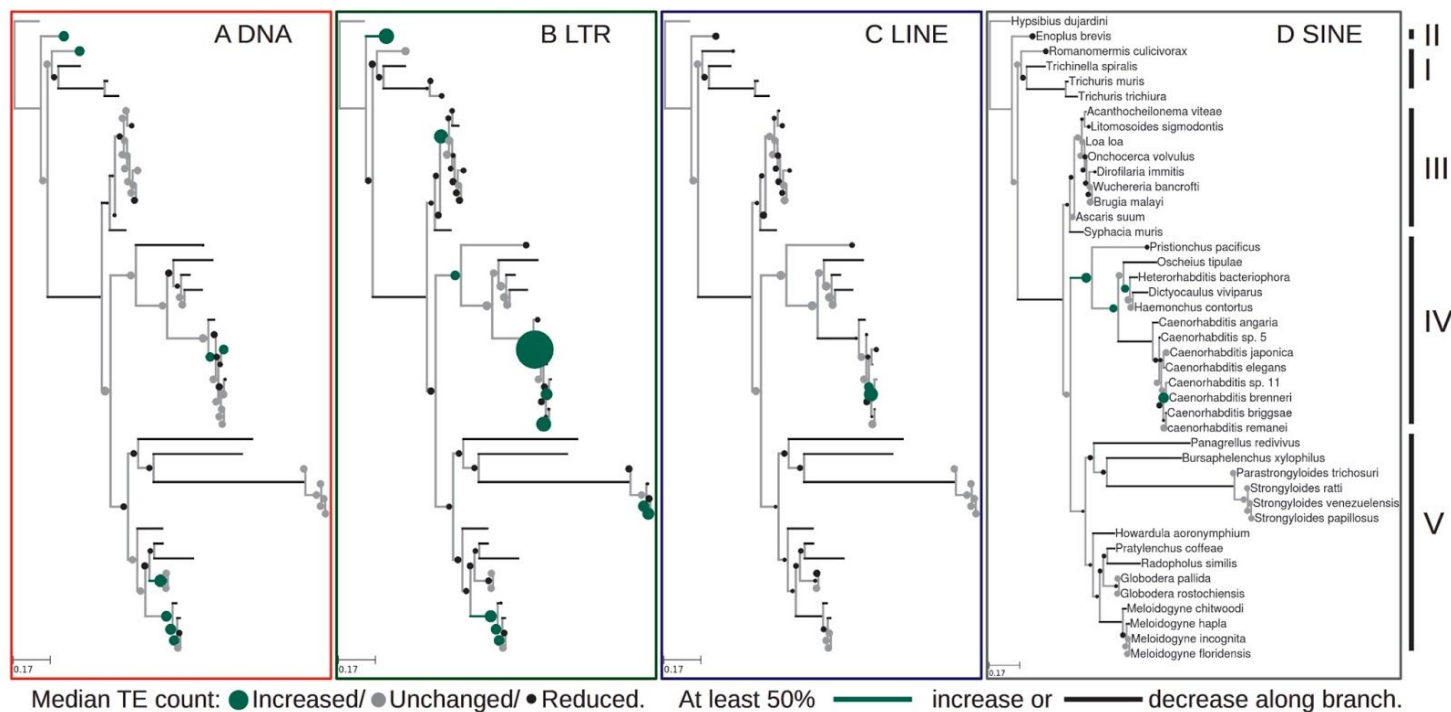 A DNA
B LTR
C LINE
D SINE
Hypsibius dujardini
Enoplus brevis
Romanomermis culicivorax
Trichinella spiralis
Trichuris muris
Trichuris trichiura
Acanthocheilonema viteae
Litomosoides sigmodontis
Loa loa
Onchocerca volvulus
Dirofilaria immitis
Wuchereria bancrofti
Brugia malayi
Ascaris suum
Syphacia muris
Pristionchus pacificus
Oscheius tipulae
Heterorhabditis bacteriophora
Dictyocaulus viviparus
Haemonchus contortus
Caenorhabditis angaria
Caenorhabditis sp. 5
Caenorhabditis japonica
Caenorhabditis elegans
Caenorhabditis sp. 11
Caenorhabditis brenneri
Caenorhabditis briggsae
caenorhabditis remanei
Panagrellus redivivus
Bursaphelenchus xylophilus
Parastrongyloides trichosuri
Strongyloides ratti
Strongyloides venezuelensis
Strongyloides papillosus
Howardula aoronymphium
Pratylenchus coffeae
Radopholus similis
Globodera pallida
Globodera rostochiensis
Meloidogyne chitwoodi
Meloidogyne hapla
Meloidogyne incognita
Meloidogyne floridensis
II
I
III
IV
V
0.17
0.17
0.17
0.17
Median TE count: Increased/ Unchanged/ Reduced. At least 50% increase or decrease along branch.